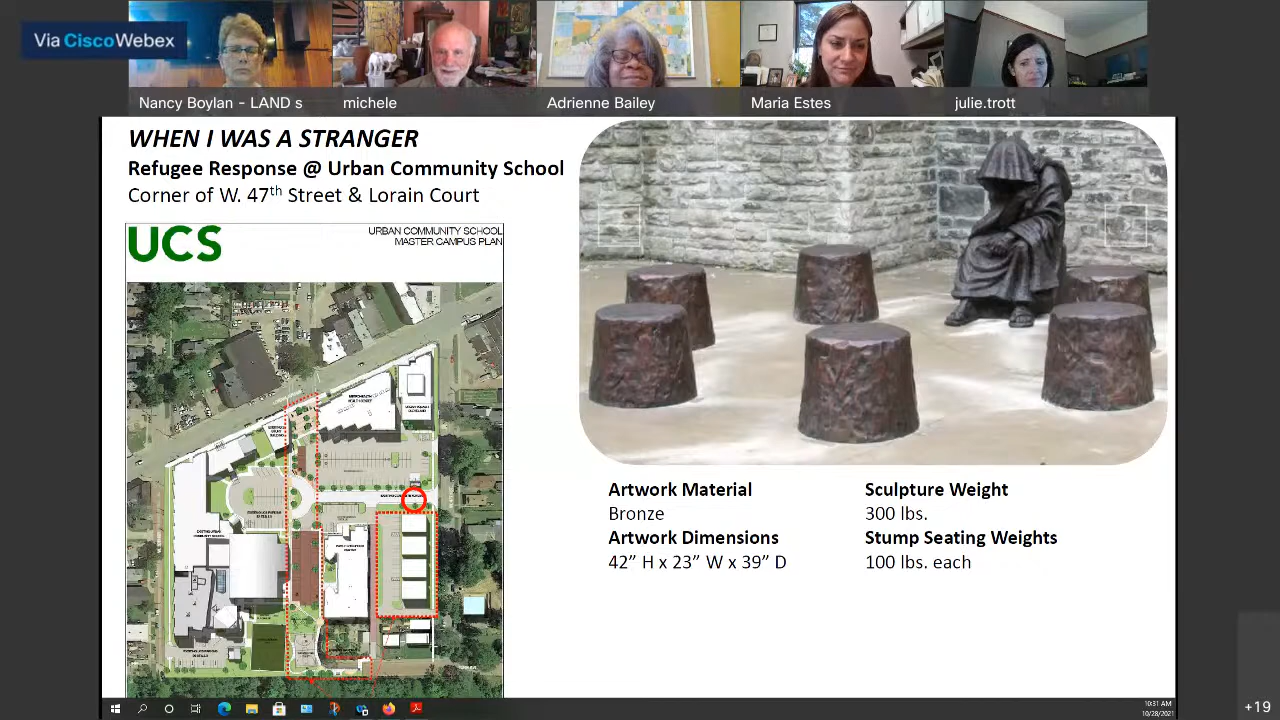 Via Cisco Webex
Nancy Boylan - LAND s
michele
Adrienne Bailey
Maria Estes
julie.trott
WHEN I WAS A STRANGER
Refugee Response @ Urban Community School
Corner of W. 47th Street & Lorain Court
UCS
URBAN COMMUNITY SCHOOL
MASTER CAMPUS PLAN
Artwork Material
Bronze
Artwork Dimensions
42” H x 23” W x 39” D
Sculpture Weight
300 lbs.
Stump Seating Weights
100 lbs. each
10:31 AM
10/28/2021
+19